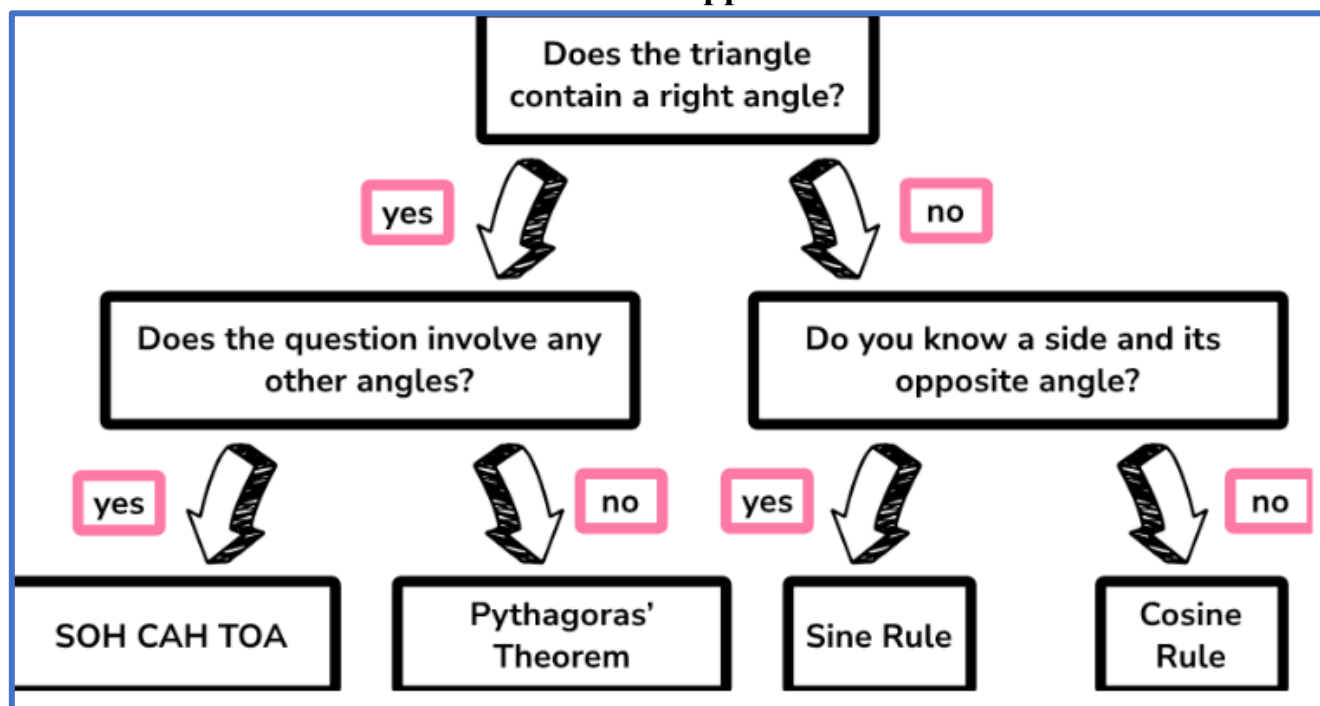 Does the triangle
contain a right angle?
yes
no
Does the question involve any
other angles?
Do you know a side and its
opposite angle?
yes
no
yes
no
SOH CAH TOA
Pythagoras’
Theorem
Sine Rule
Cosine
Rule